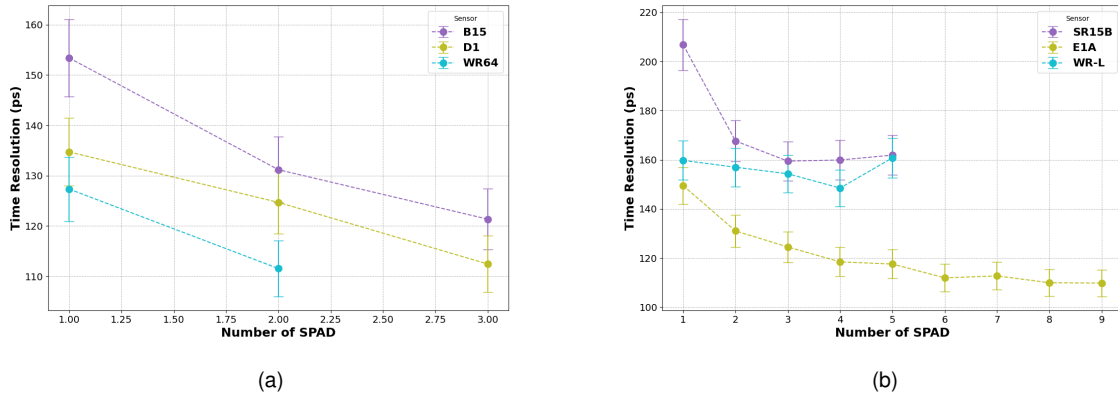 Sensor
B15
D1
WR64
160
150
140
130
120
110
Time Resolution (ps)
1.00 1.25 1.50 1.75 2.00 2.25 2.50 2.75 3.00
Number of SPAD
(a)
Sensor
SR15B
E1A
WR-L
220
200
180
160
140
120
100
Time Resolution (ps)
1 2 3 4 5 6 7 8 9
Number of SPAD
(b)